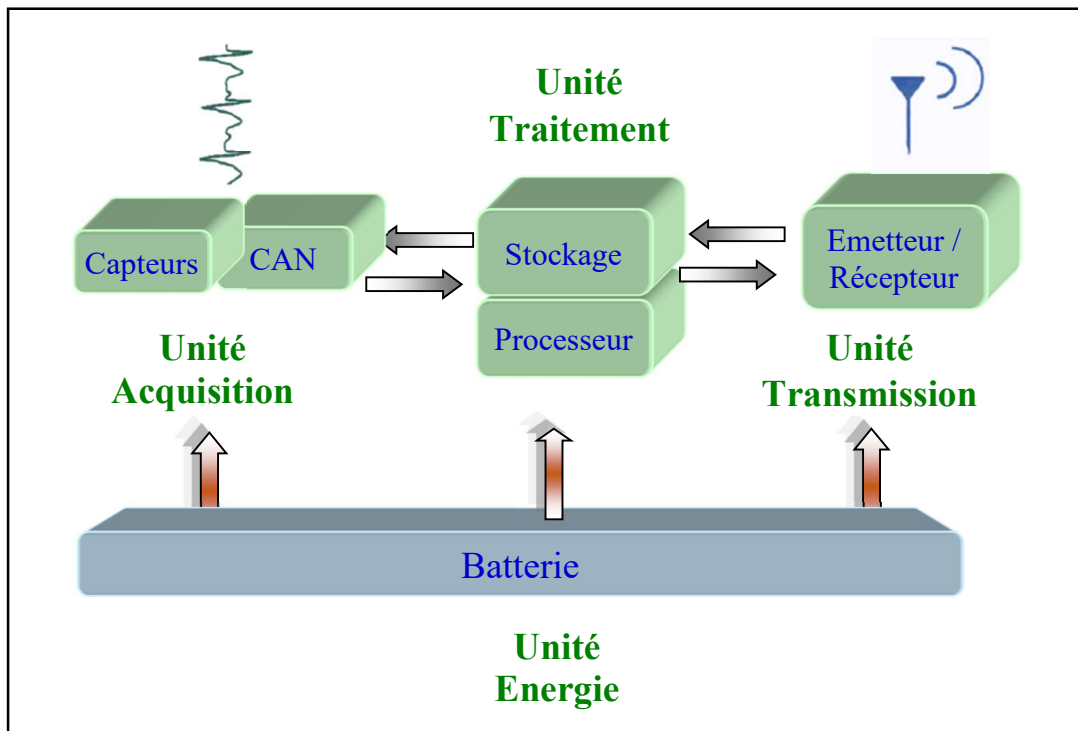 Unité
Traitement
Capteurs
CAN
Stockage
Processeur
Emetteur /
Récepteur
Unité
Acquisition
Unité
Transmission
Batterie
Unité
Energie